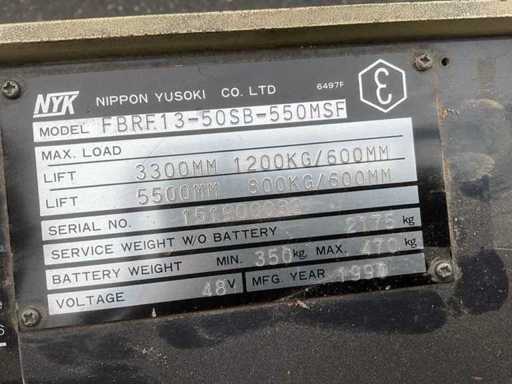 NYK NIPPON YUSOKI CO. LTD 6497F
MODEL FBRF13-50SB-550MSF
MAX. LOAD
LIFT 3300MM 1200KG/600MM
LIFT 5500MM 800KG/600MM
SERIAL NO.
SERVICE WEIGHT W/O BATTERY 2175 kg
BATTERY WEIGHT MIN. 350 kg MAX. 470 kg
VOLTAGE 48 V MFG. YEAR